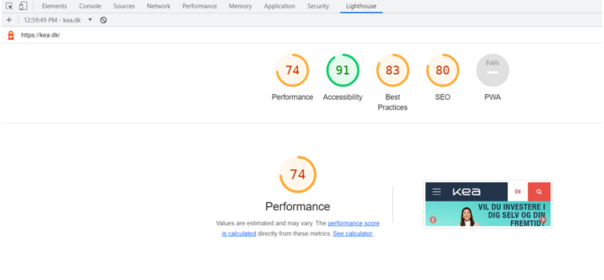 Elements Console Sources Network Performance Memory Application Security Lighthouse
+ 12:59:49 PM - kea.dk
https://kea.dk/
74 91 83 80 PWA
Performance Accessibility Best Practices SEO PWA
74
Performance
Values are estimated and may vary. The performance score
is calculated directly from these metrics. See calculator.
kea EN
VIL DU INVESTERE I
DIG SELV OG DIN
FREMTID?